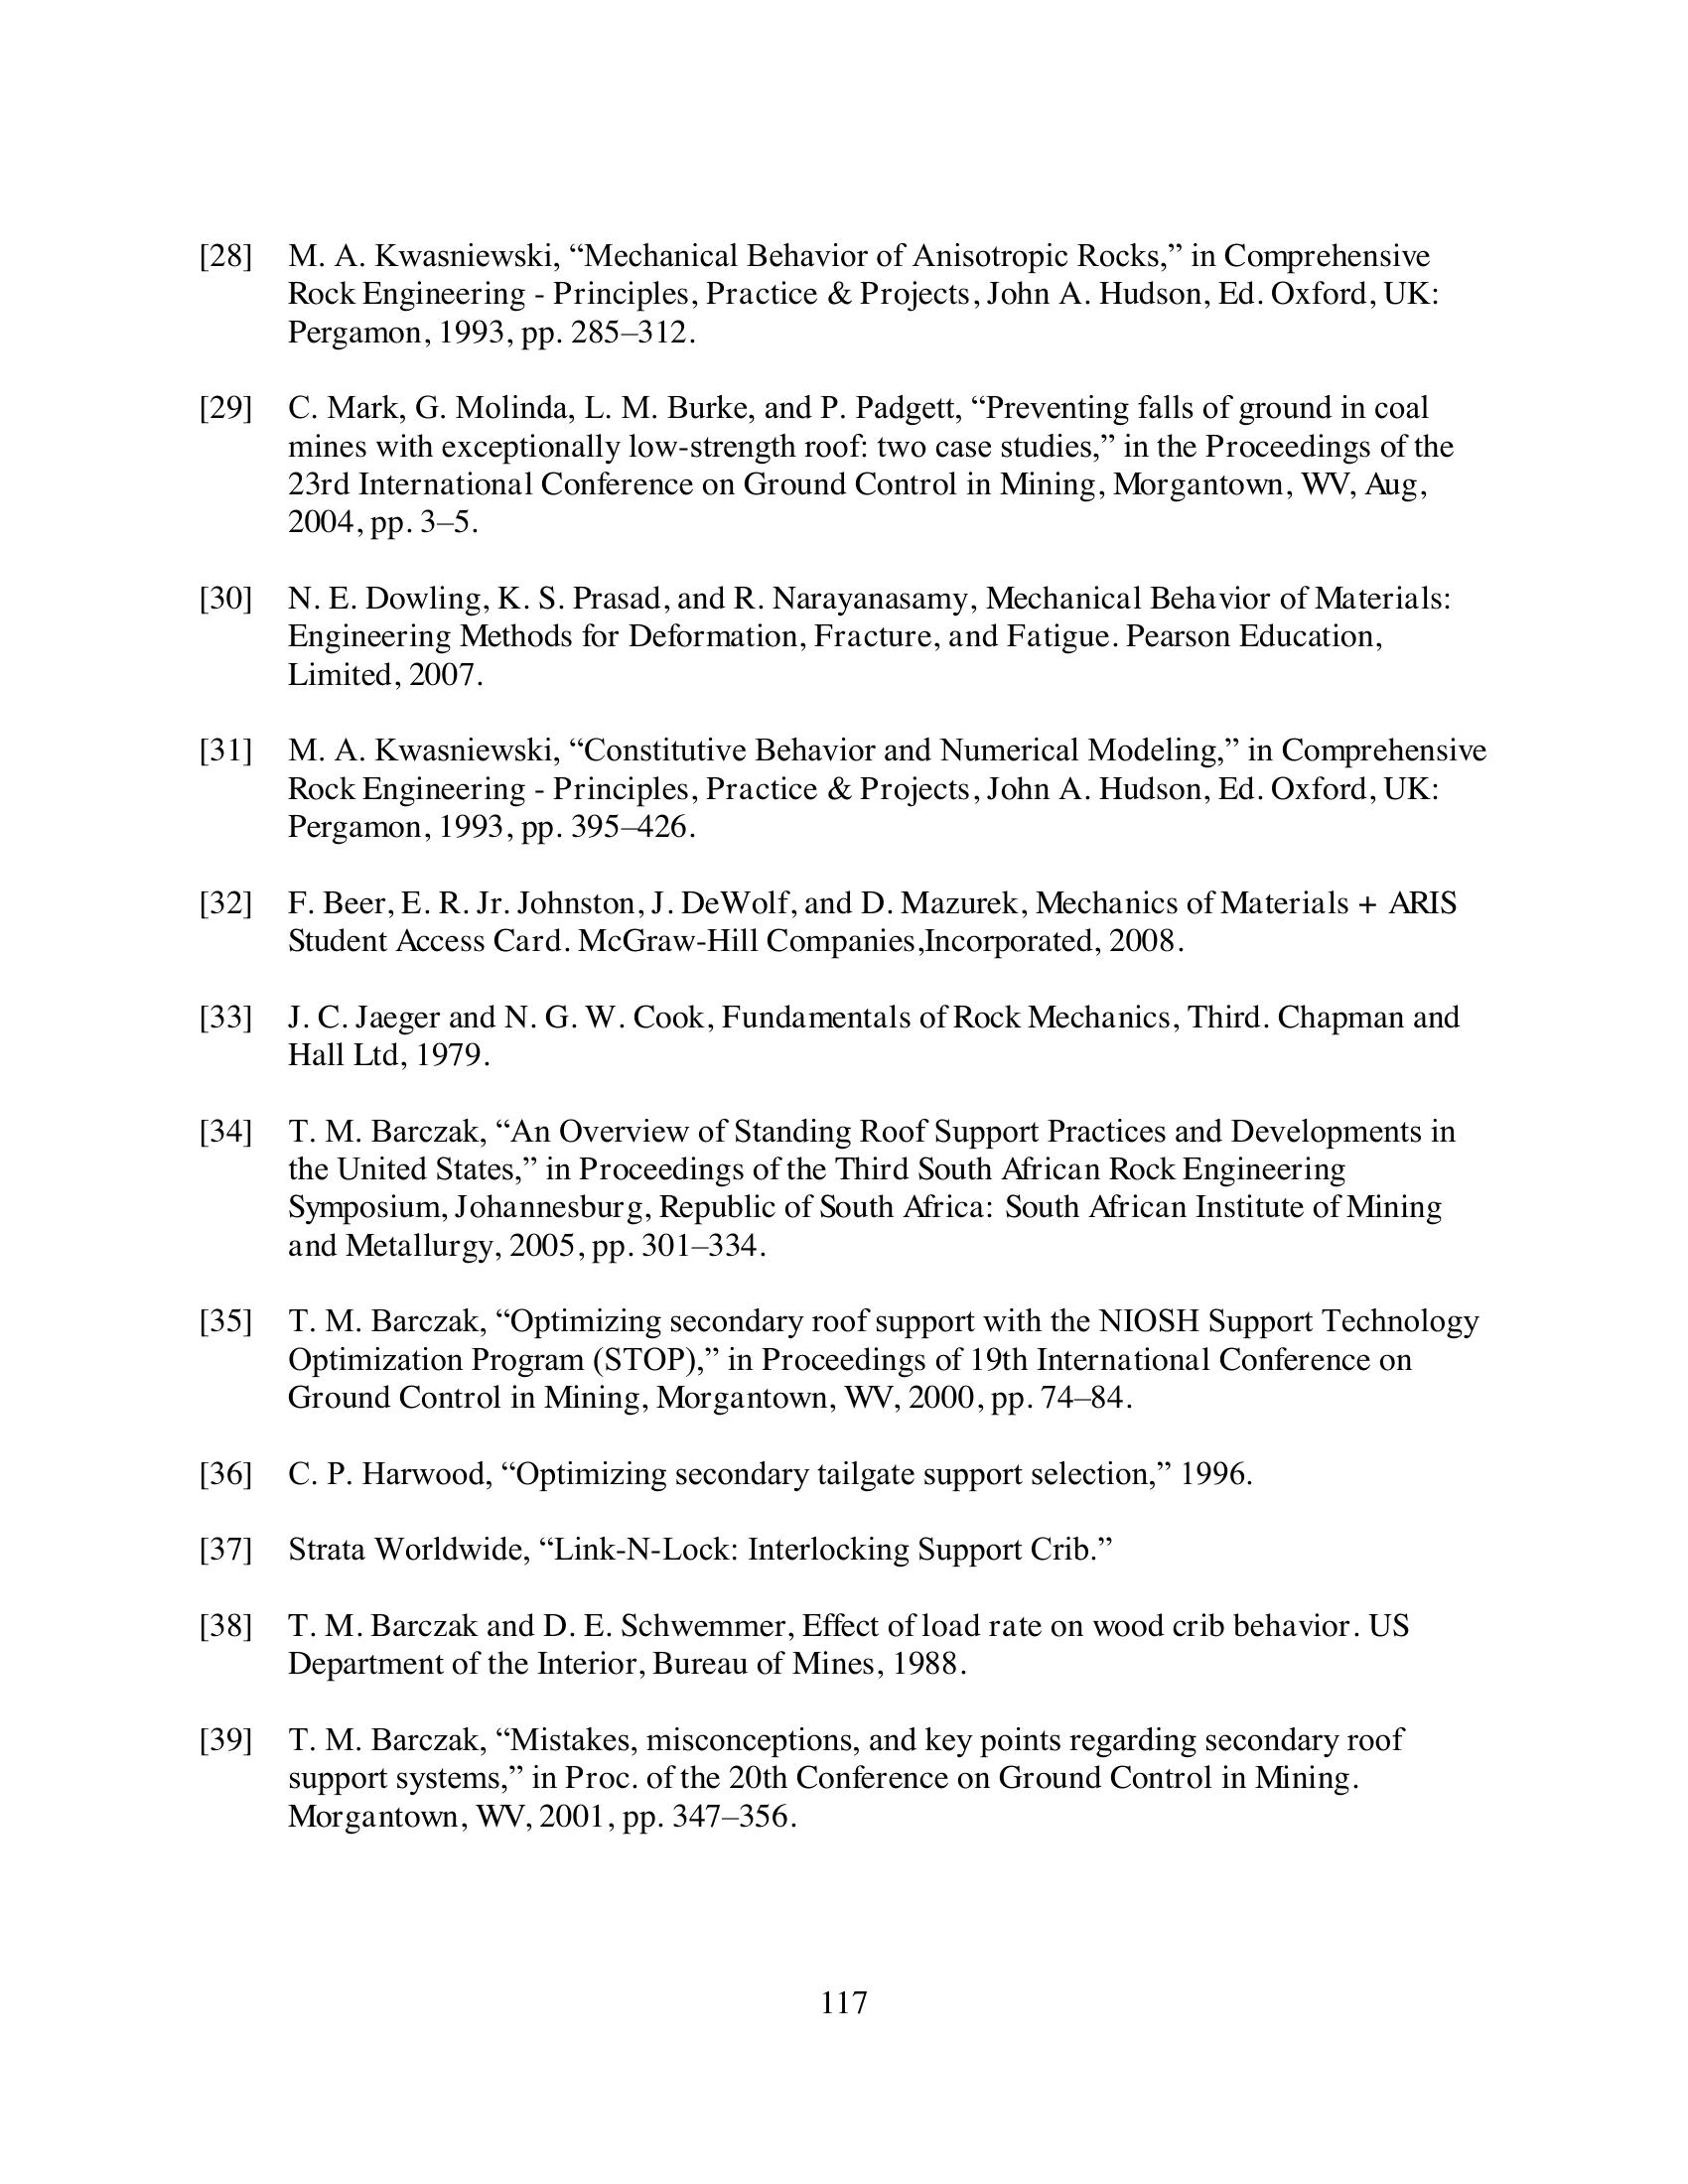 [28] M. A. Kwasniewski, “Mechanical Behavior of Anisotropic Rocks,” in Comprehensive
Rock Engineering - Principles, Practice & Projects, John A. Hudson, Ed. Oxford, UK:
Pergamon, 1993, pp. 285–312.
[29] C. Mark, G. Molinda, L. M. Burke, and P. Padgett, “Preventing falls of ground in coal
mines with exceptionally low-strength roof: two case studies,” in the Proceedings of the
23rd International Conference on Ground Control in Mining, Morgantown, WV, Aug,
2004, pp. 3–5.
[30] N. E. Dowling, K. S. Prasad, and R. Narayanasamy, Mechanical Behavior of Materials:
Engineering Methods for Deformation, Fracture, and Fatigue. Pearson Education,
Limited, 2007.
[31] M. A. Kwasniewski, “Constitutive Behavior and Numerical Modeling,” in Comprehensive
Rock Engineering - Principles, Practice & Projects, John A. Hudson, Ed. Oxford, UK:
Pergamon, 1993, pp. 395–426.
[32] F. Beer, E. R. Jr. Johnston, J. DeWolf, and D. Mazurek, Mechanics of Materials + ARIS
Student Access Card. McGraw-Hill Companies,Incorporated, 2008.
[33] J. C. Jaeger and N. G. W. Cook, Fundamentals of Rock Mechanics, Third. Chapman and
Hall Ltd, 1979.
[34] T. M. Barczak, “An Overview of Standing Roof Support Practices and Developments in
the United States,” in Proceedings of the Third South African Rock Engineering
Symposium, Johannesburg, Republic of South Africa: South African Institute of Mining
and Metallurgy, 2005, pp. 301–334.
[35] T. M. Barczak, “Optimizing secondary roof support with the NIOSH Support Technology
Optimization Program (STOP),” in Proceedings of 19th International Conference on
Ground Control in Mining, Morgantown, WV, 2000, pp. 74–84.
[36] C. P. Harwood, “Optimizing secondary tailgate support selection,” 1996.
[37] Strata Worldwide, “Link-N-Lock: Interlocking Support Crib.”
[38] T. M. Barczak and D. E. Schwemmer, Effect of load rate on wood crib behavior. US
Department of the Interior, Bureau of Mines, 1988.
[39] T. M. Barczak, “Mistakes, misconceptions, and key points regarding secondary roof
support systems,” in Proc. of the 20th Conference on Ground Control in Mining.
Morgantown, WV, 2001, pp. 347–356.
117